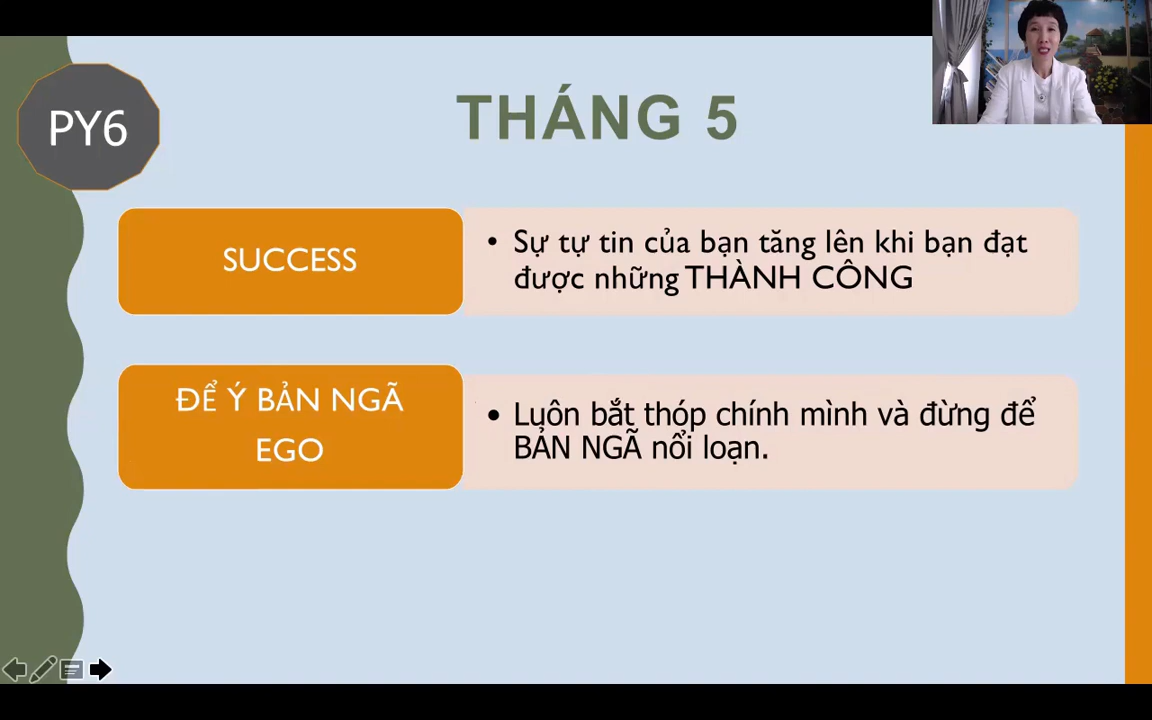 PY6
THÁNG 5
SUCCESS
• Sự tự tin của bạn tăng lên khi bạn đạt
được những THÀNH CÔNG
ĐỂ Ý BẢN NGÃ
EGO
• Luôn bắt thóp chính mình và đừng để
BẢN NGÃ nổi loạn.